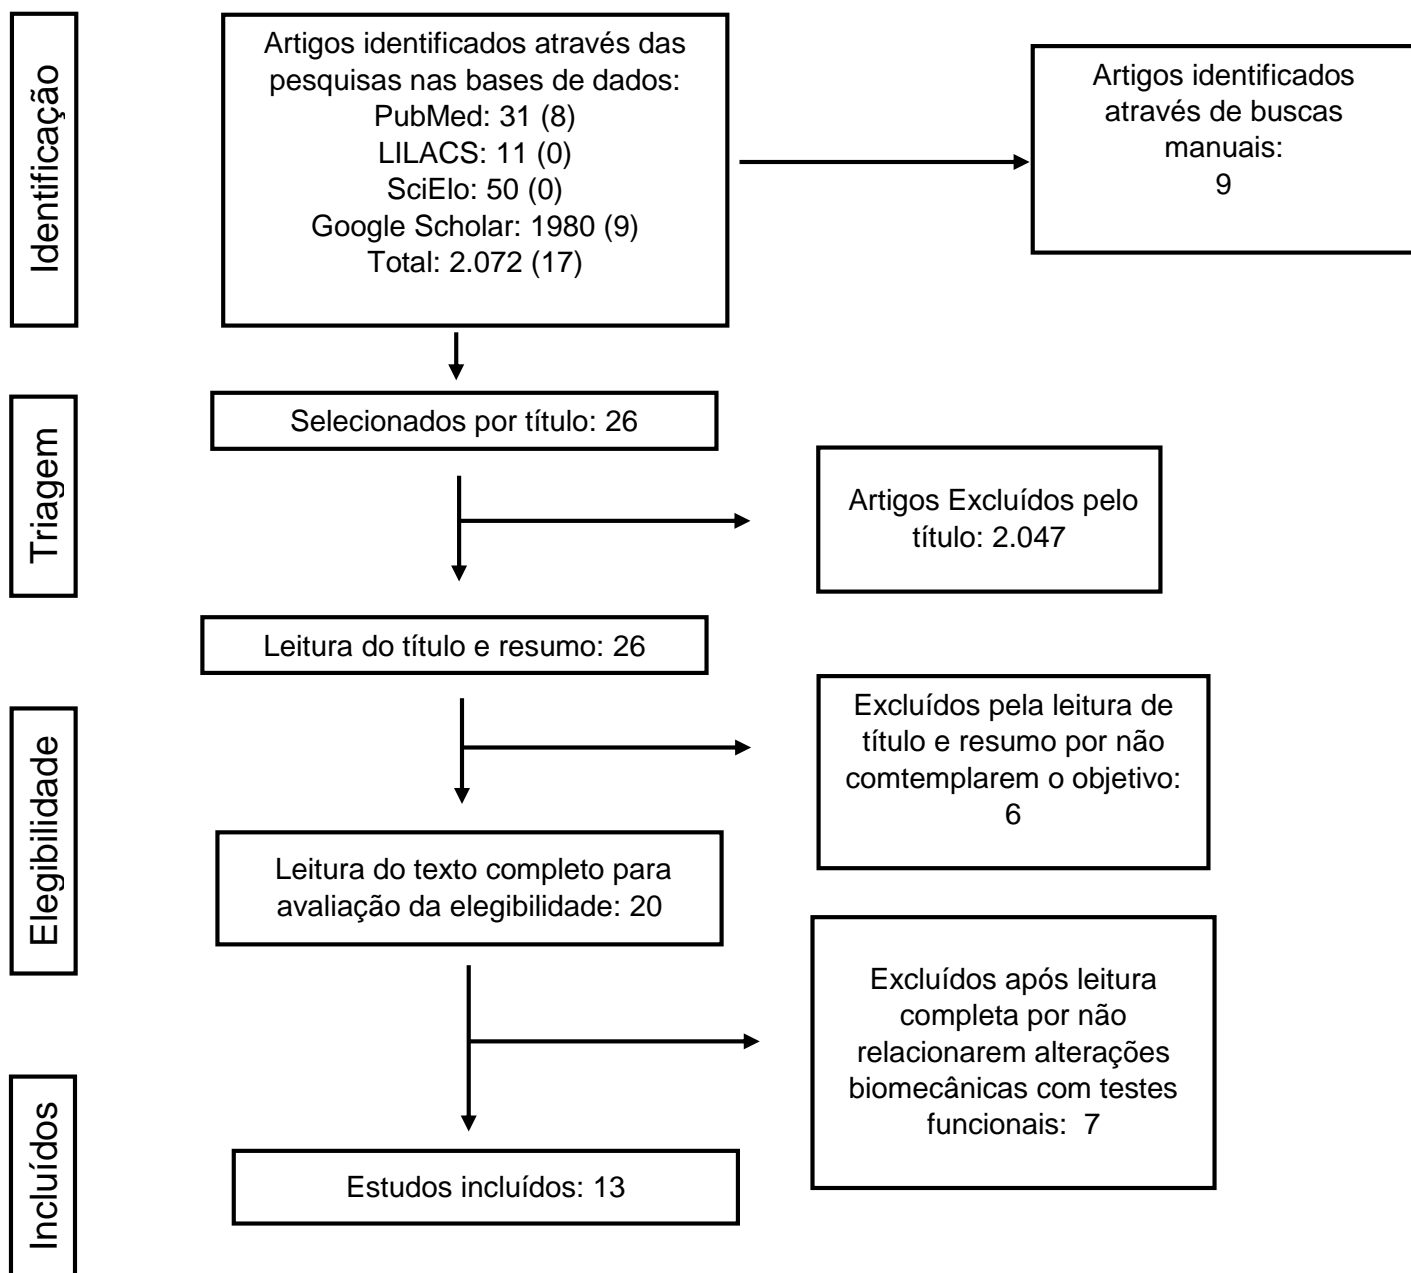 Identificação
Artigos identificados através das
pesquisas nas bases de dados:
PubMed: 31 (8)
LILACS: 11 (0)
SciElo: 50 (0)
Google Scholar: 1980 (9)
Total: 2.072 (17)
Artigos identificados
através de buscas
manuais:
9
Triagem
Selecionados por título: 26
Artigos Excluídos pelo
título: 2.047
Leitura do título e resumo: 26
Elegibilidade
Excluídos pela leitura de
título e resumo por não
comtemplarem o objetivo:
6
Leitura do texto completo para
avaliação da elegibilidade: 20
Excluídos após leitura
completa por não
relacionarem alterações
biomecânicas com testes
funcionais: 7
Incluídos
Estudos incluídos: 13